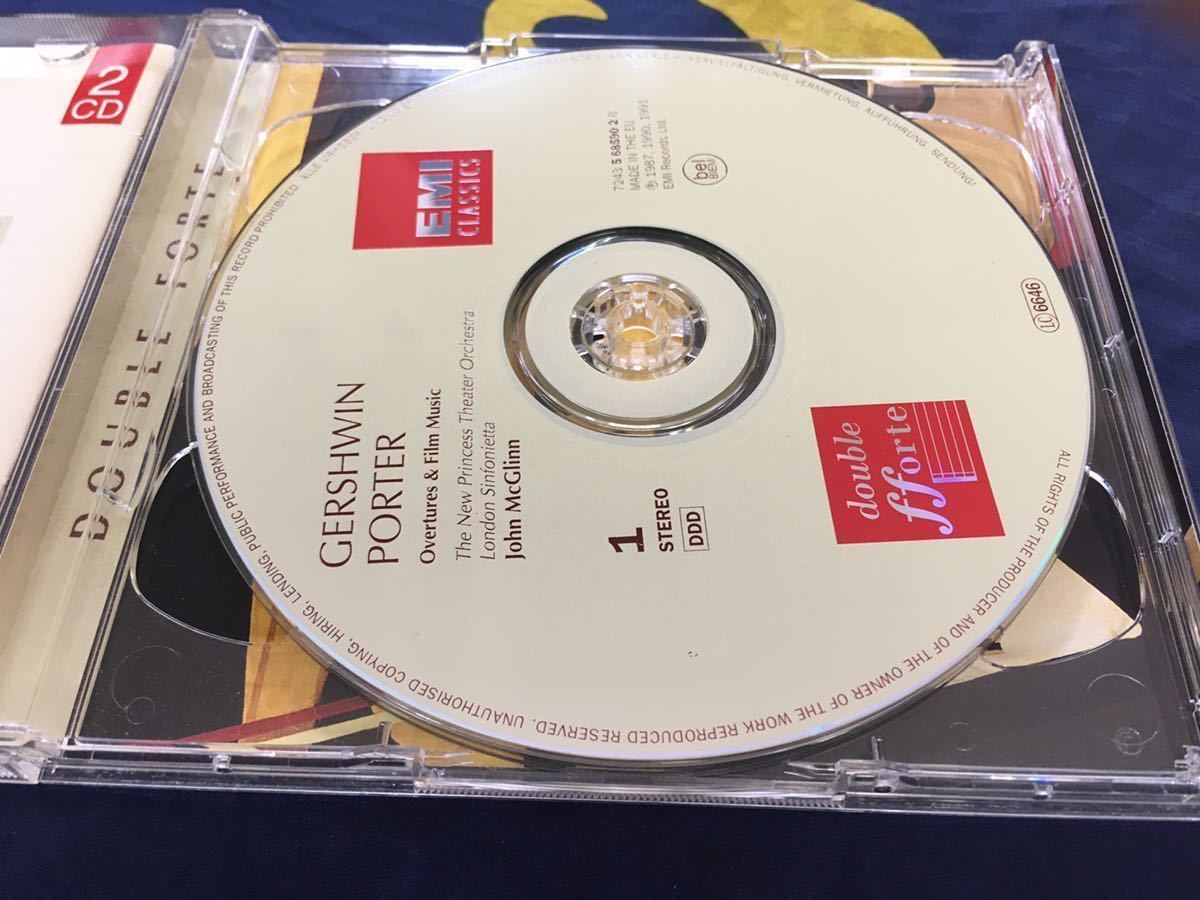 2
CD
DOUBLE FORTE
EMI
CLASSICS
7243 5 68590 2 8
MADE IN THE EU
℗ 1987, 1990, 1991
EMI Records Ltd.
bel
BIEM
GERSHWIN
PORTER
Overtures & Film Music
The New Princess Theater Orchestra
London Sinfonietta
John McGlinn
1
STEREO
DDD
LC 6646
double
fforte
ALL RIGHTS OF THE PRODUCER AND OF THE OWNER OF THE WORK REPRODUCED RESERVED. UNAUTHORISED COPYING, HIRING, LENDING, PUBLIC PERFORMANCE AND BROADCASTING OF THIS RECORD PROHIBITED. ALLE
VERVIELFÄLTIGUNG, VERMIETUNG, AUFFÜHRUNG, SENDUNG!